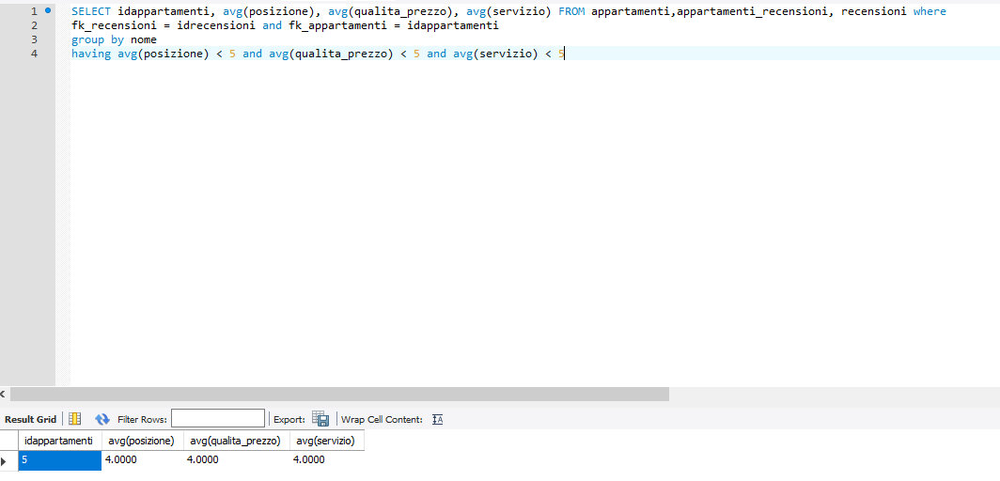 1 SELECT idappartamenti, avg(posizione), avg(qualita_prezzo), avg(servizio) FROM appartamenti,appartamenti_recensioni, recensioni where
2 fk_recensioni = idrecensioni and fk_appartamenti = idappartamenti
3 group by nome
4 having avg(posizione) < 5 and avg(qualita_prezzo) < 5 and avg(servizio) < 5
Result Grid Filter Rows: Export: Wrap Cell Content:
idappartamenti avg(posizione) avg(qualita_prezzo) avg(servizio)
5 4.0000 4.0000 4.0000